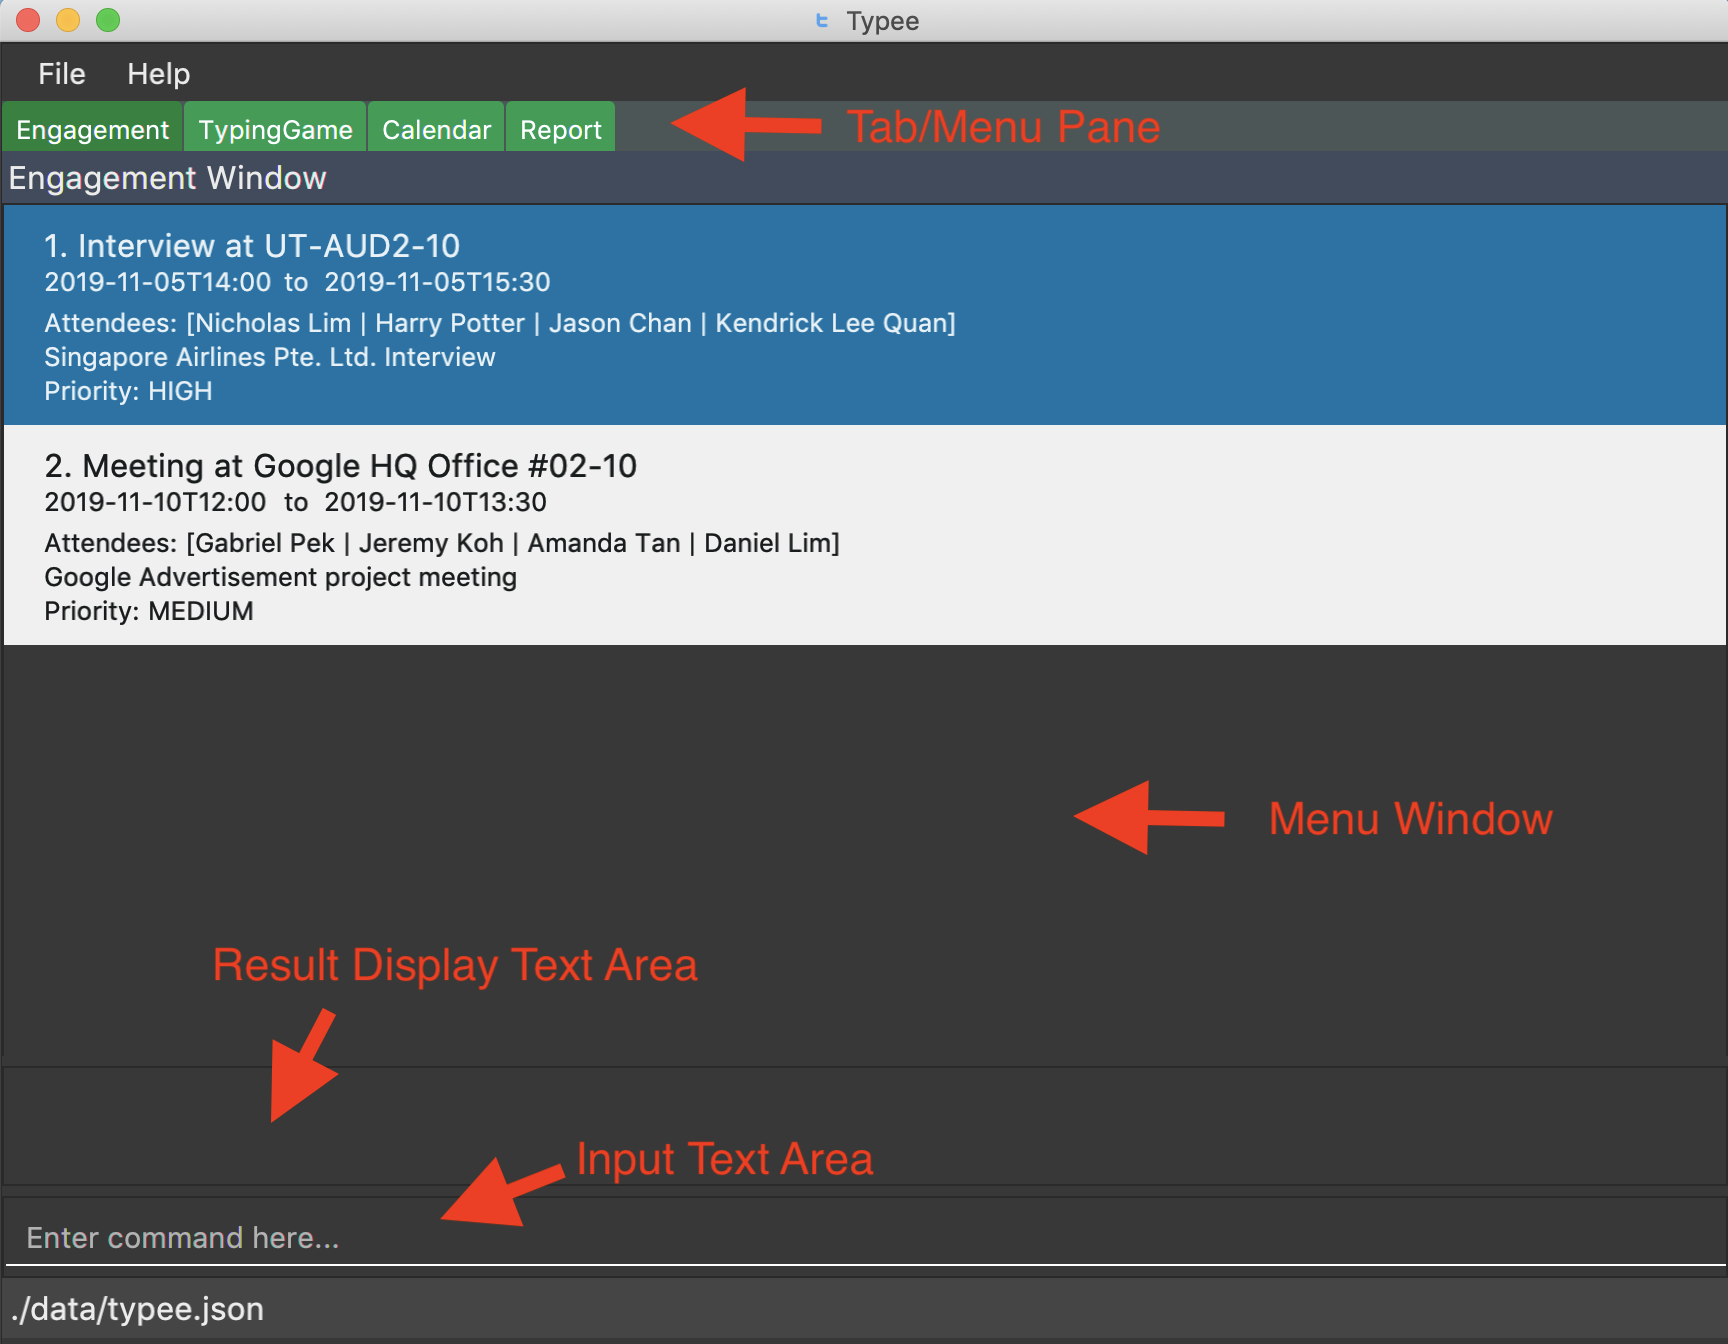 Typee
File Help
Engagement TypingGame Calendar Report
Tab/Menu Pane
Engagement Window
1. Interview at UT-AUD2-10
2019-11-05T14:00 to 2019-11-05T15:30
Attendees: [Nicholas Lim | Harry Potter | Jason Chan | Kendrick Lee Quan]
Singapore Airlines Pte. Ltd. Interview
Priority: HIGH
2. Meeting at Google HQ Office #02-10
2019-11-10T12:00 to 2019-11-10T13:30
Attendees: [Gabriel Pek | Jeremy Koh | Amanda Tan | Daniel Lim]
Google Advertisement project meeting
Priority: MEDIUM
Menu Window
Result Display Text Area
Input Text Area
Enter command here...
./data/typee.json